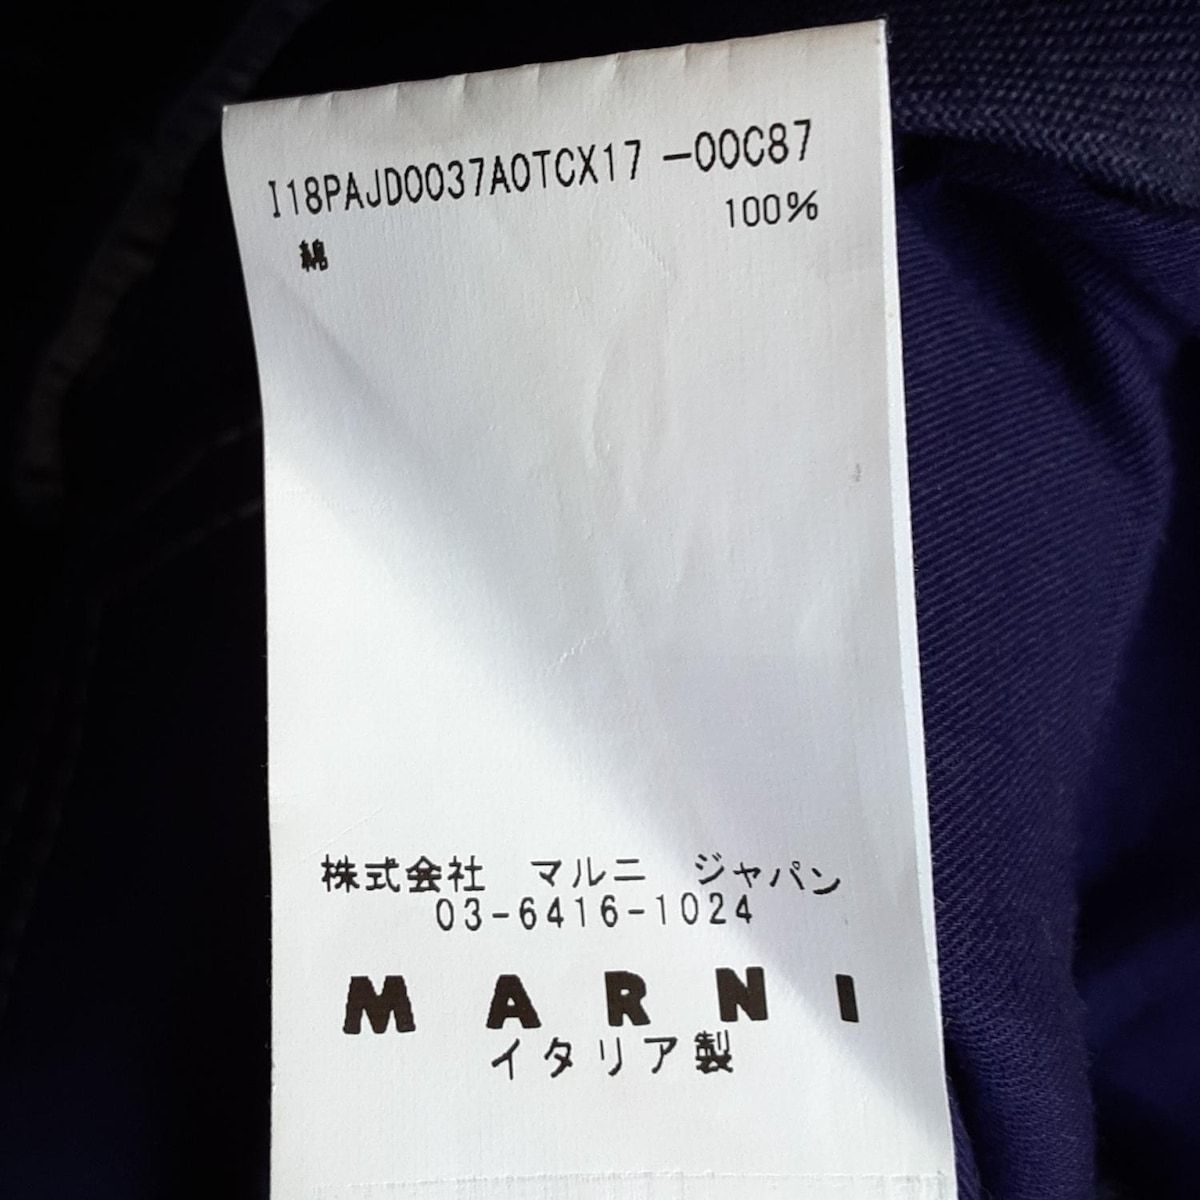 I18PAJD0037A0TCX17 -00C87
綿 100%
株式会社 マルニ ジャパン
03-6416-1024
MARNI
イタリア製